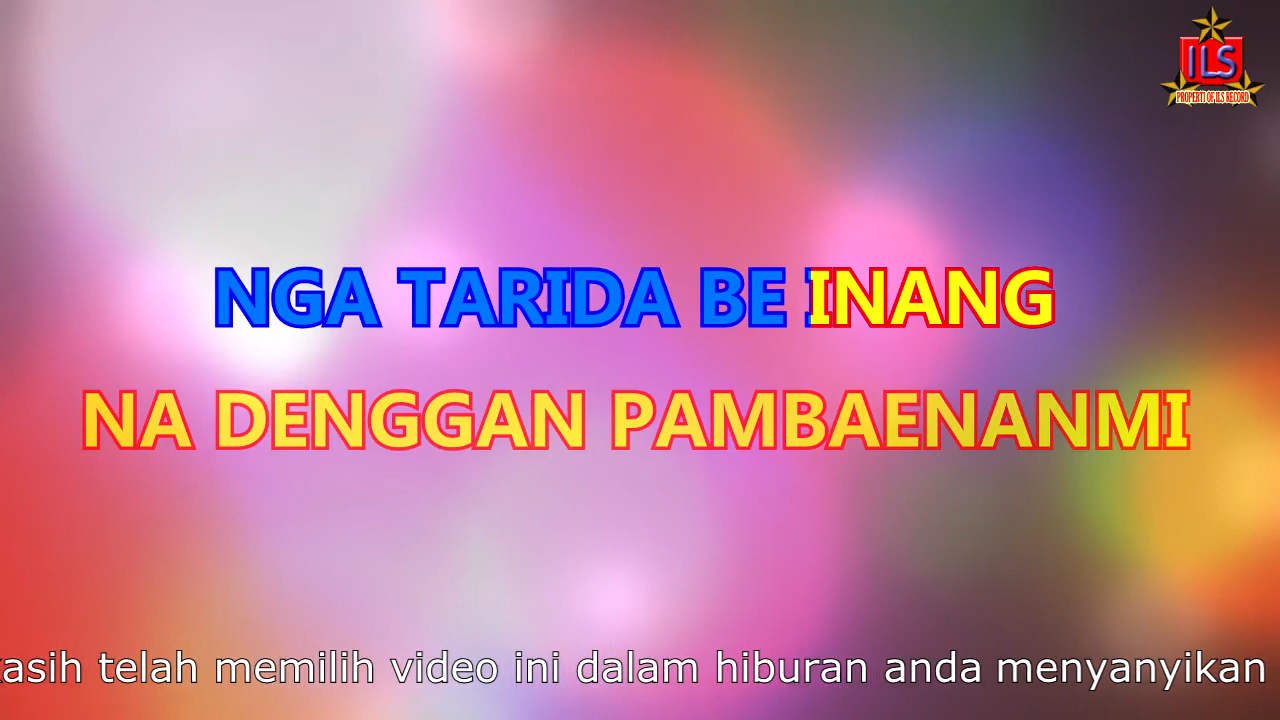 ILS
PROPERTI OF ILS RECORD
NGA TARIDA BE INANG
NA DENGGAN PAMBAENANMI
asih telah memilih video ini dalam hiburan anda menyanyikan